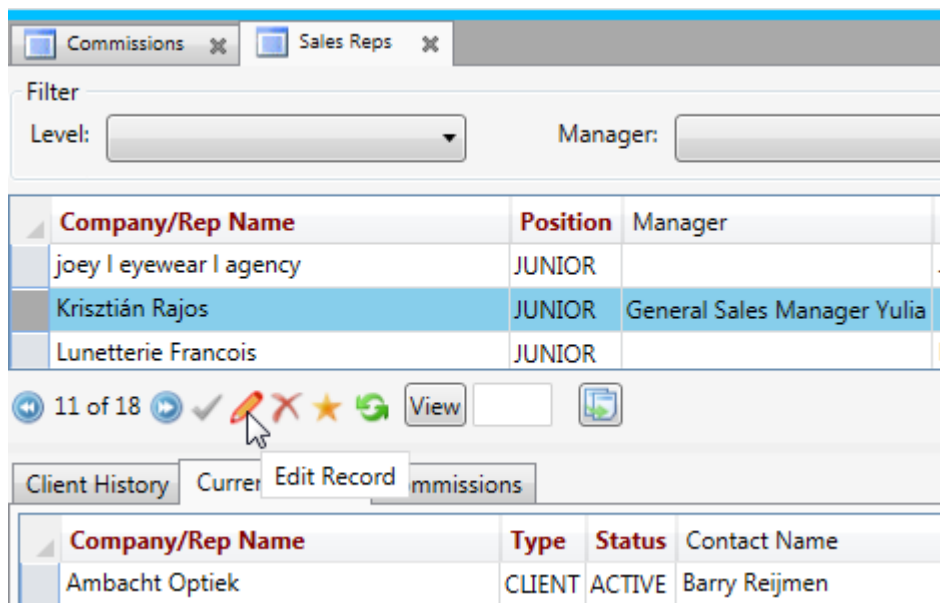 Commissions Sales Reps
Filter
Level: Manager:
Company/Rep Name Position Manager
joey I eyewear I agency JUNIOR
Krisztián Rajos JUNIOR General Sales Manager Yulia
Lunetterie Francois JUNIOR
11 of 18 View
Edit Record
Client History
Company/Rep Name Type Status Contact Name
Ambacht Optiek CLIENT ACTIVE Barry Reijmen